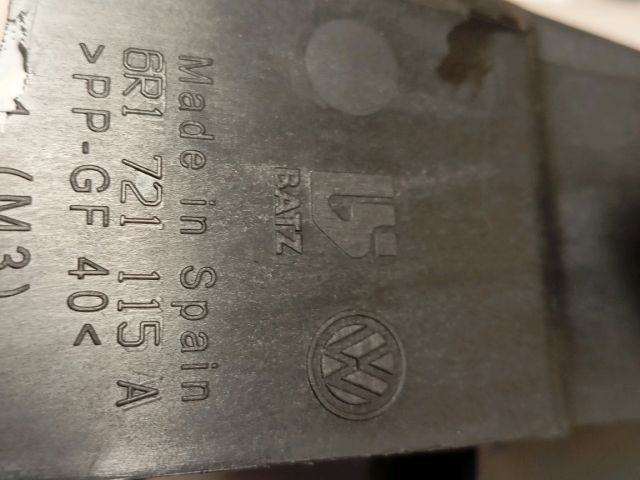 BATZ
Made in Spain
6R1 721 115 A
>PP-GF 40<
(M3)